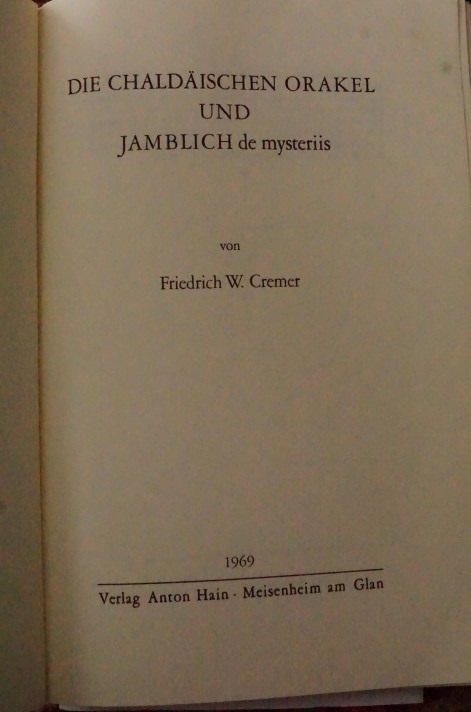 DIE CHALDÄISCHEN ORAKEL
UND
JAMBLICH de mysteriis
von
Friedrich W. Cremer
1969
Verlag Anton Hain · Meisenheim am Glan